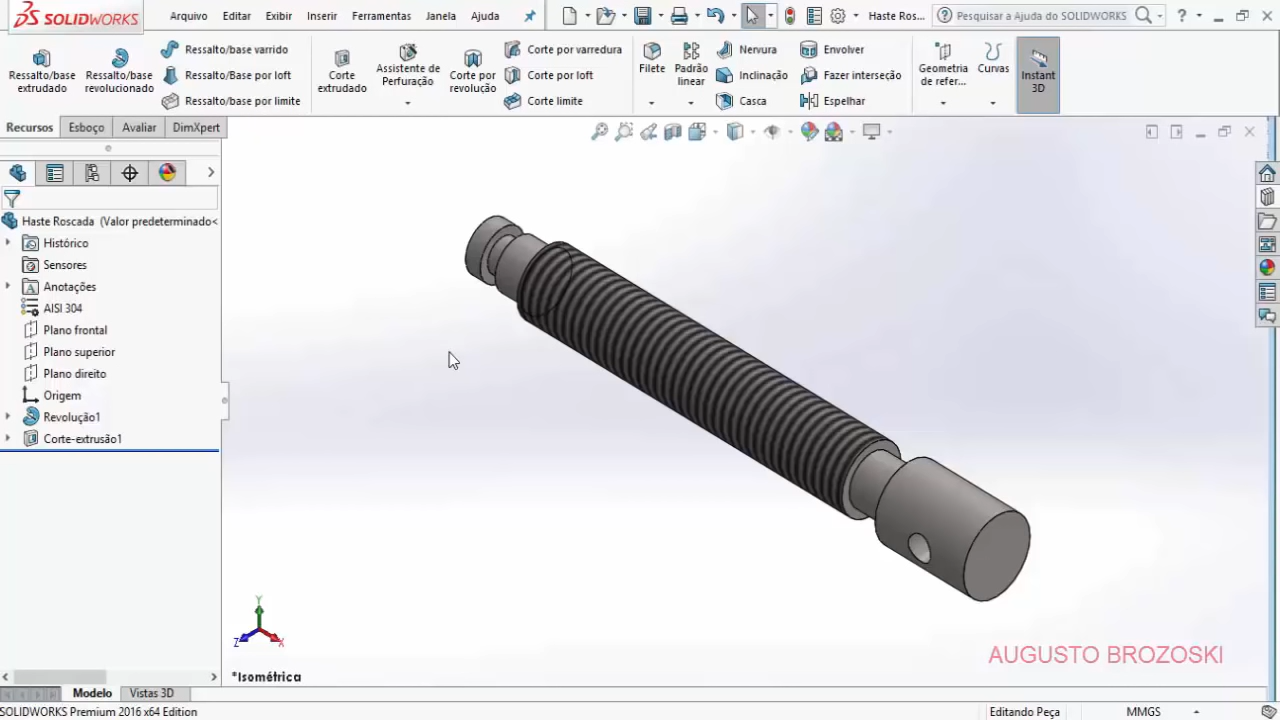 SOLIDWORKS
Arquivo Editar Exibir Inserir Ferramentas Janela Ajuda
Haste Ros...
Pesquisar a Ajuda do SOLIDWORKS
Ressalto/base extrudado
Ressalto/base revolucionado
Ressalto/base varrido
Ressalto/base por loft
Ressalto/base por limite
Corte extrudado
Assistente de Perfuração
Corte por revolução
Corte por varredura
Corte por loft
Corte limite
Filete
Padrão linear
Nervura
Inclinação
Casca
Envolver
Fazer interseção
Espelhar
Geometria de refer...
Curvas
Instant 3D
Recursos Esboço Avaliar DimXpert
Haste Roscada (Valor predeterminado<
Histórico
Sensores
Anotações
AISI 304
Plano frontal
Plano superior
Plano direito
Origem
Revolução1
Corte-extrusão1
Y
Z X
*Isométrica
AUGUSTO BROZOSKI
Modelo Vistas 3D
SOLIDWORKS Premium 2016 x64 Edition
Editando Peça
MMGS